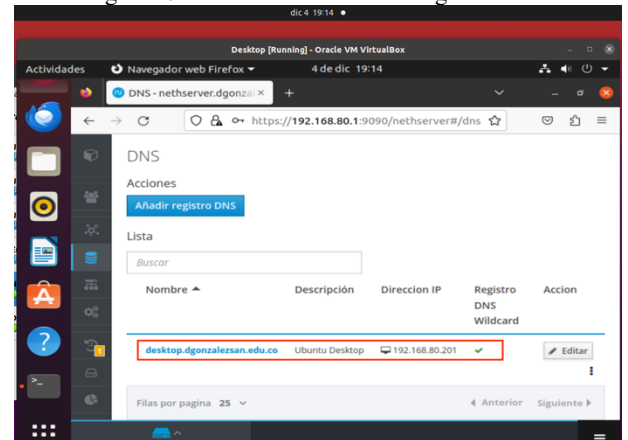 dic 4 19:14
Desktop [Running] - Oracle VM VirtualBox
Actividades Navegador web Firefox 4 de dic 19:14
DNS - nethserver.dgonzal
https://192.168.80.1:9090/nethserver#/dns
DNS
Acciones
Añadir registro DNS
Lista
Buscar
Nombre Descripción Direccion IP Registro DNS Wildcard Accion
desktop.dgonzalezsan.edu.co Ubuntu Desktop 192.168.80.201 Editar
Filas por pagina 25 Anterior Siguiente